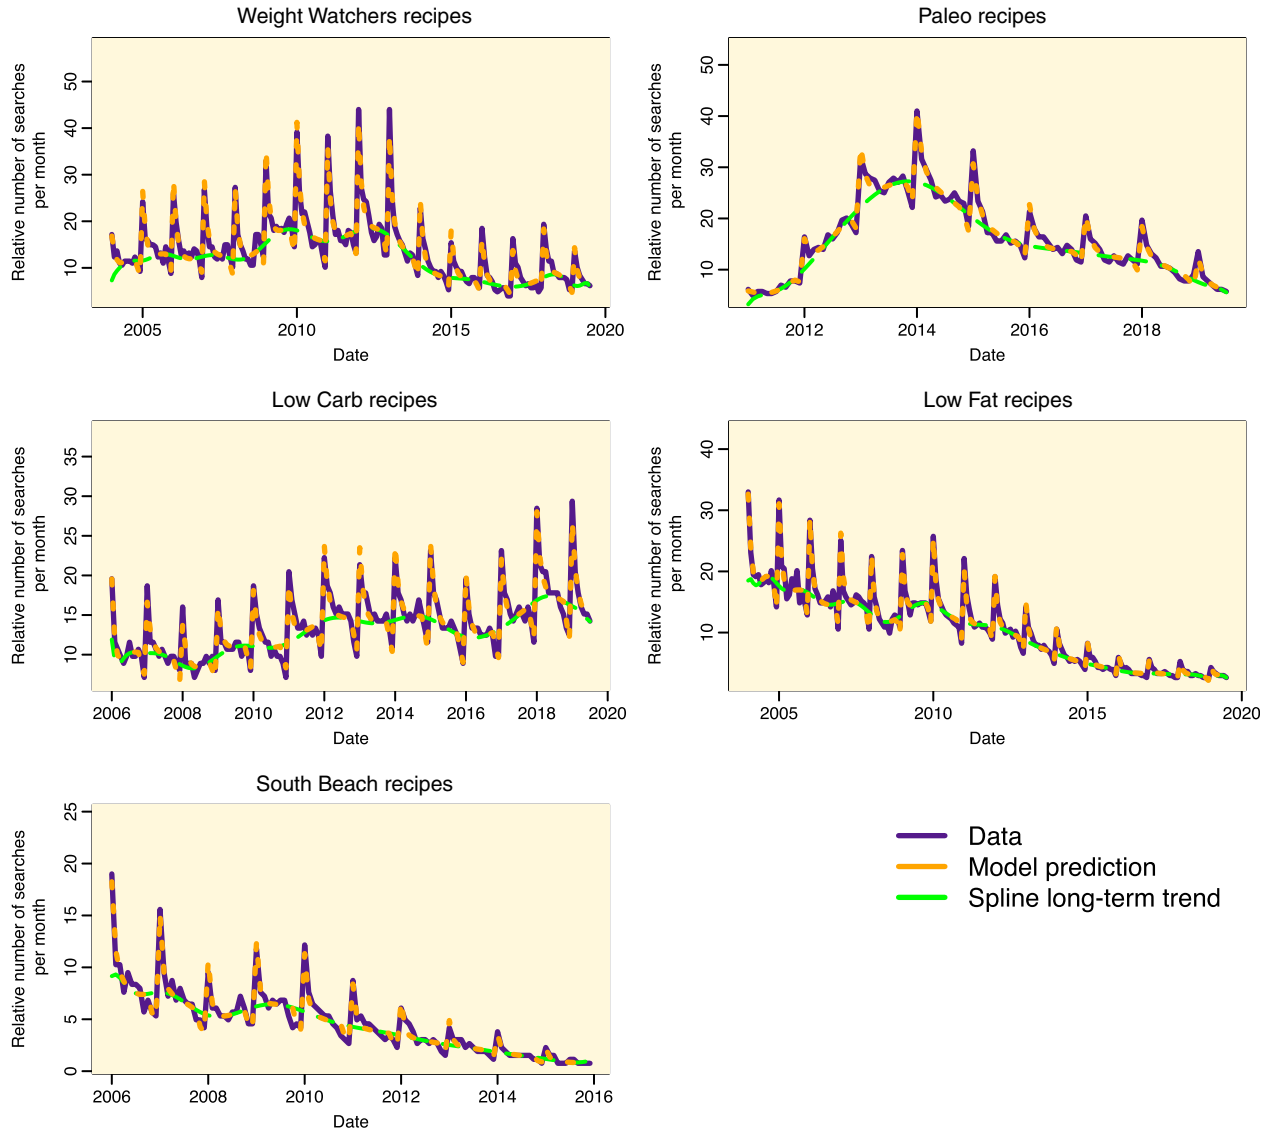 Weight Watchers recipes
Relative number of searches
per month
50
40
30
20
10
2005 2010 2015 2020
Date
Paleo recipes
Relative number of searches
per month
50
40
30
20
10
2012 2014 2016 2018
Date
Low Carb recipes
Relative number of searches
per month
35
30
25
20
15
10
2006 2008 2010 2012 2014 2016 2018 2020
Date
Low Fat recipes
Relative number of searches
per month
40
30
20
10
2005 2010 2015 2020
Date
South Beach recipes
Relative number of searches
per month
25
20
15
10
5
0
2006 2008 2010 2012 2014 2016
Date
Data
Model prediction
Spline long-term trend